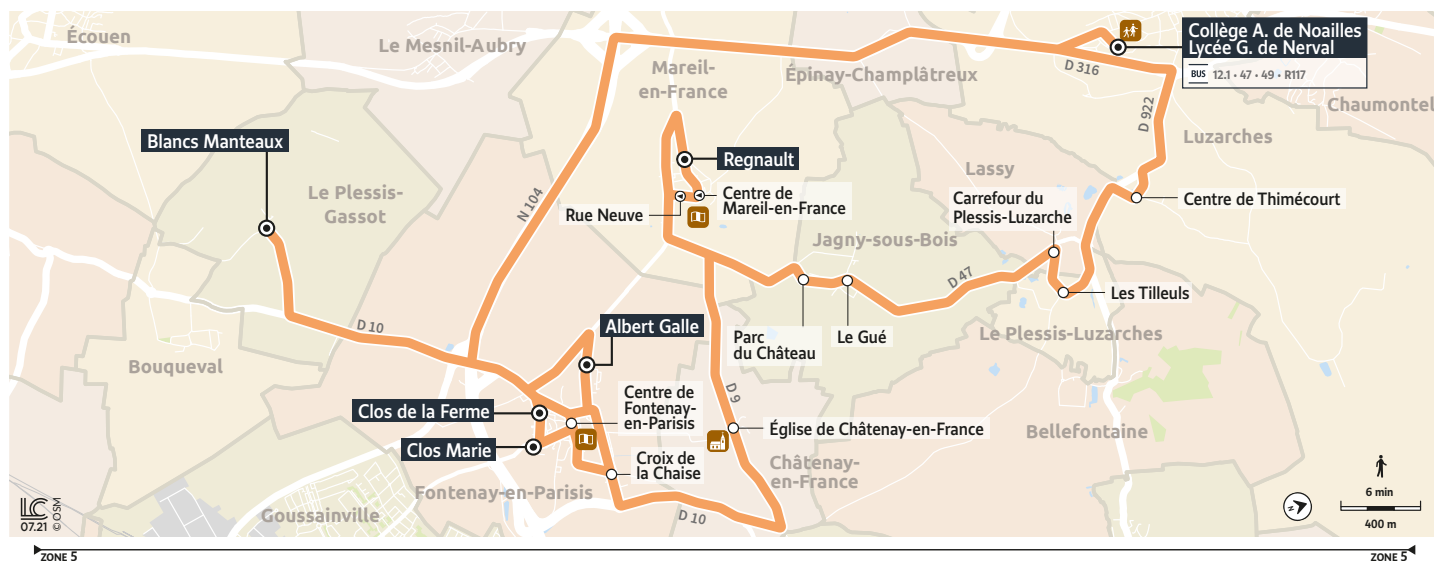 Écouen
Le Mesnil-Aubry
Mareil-
en-France
Épinay-Champlâtreux
D 316
Collège A. de Noailles
Lycée G. de Nerval
BUS 12.1 • 47 • 49 • R117
Chaumontel
D 922
Luzarches
Blancs Manteaux
Le Plessis-
Gassot
N 104
Regnault
Centre de
Mareil-en-France
Rue Neuve
Lassy
Carrefour du
Plessis-Luzarche
Centre de Thimécourt
Jagny-sous-Bois
D 47
Les Tilleuls
Parc
du Château
Le Gué
Le Plessis-Luzarches
D 10
Bouqueval
Albert Galle
Clos de la Ferme
Clos Marie
Centre de
Fontenay-
en-Parisis
D 9
Église de Châtenay-en-France
Bellefontaine
Croix de
la Chaise
Châtenay-
en-France
Fontenay-en-Parisis
Goussainville
D 10
LC
07.21
© OSM
6 min
400 m
ZONE 5
ZONE 5